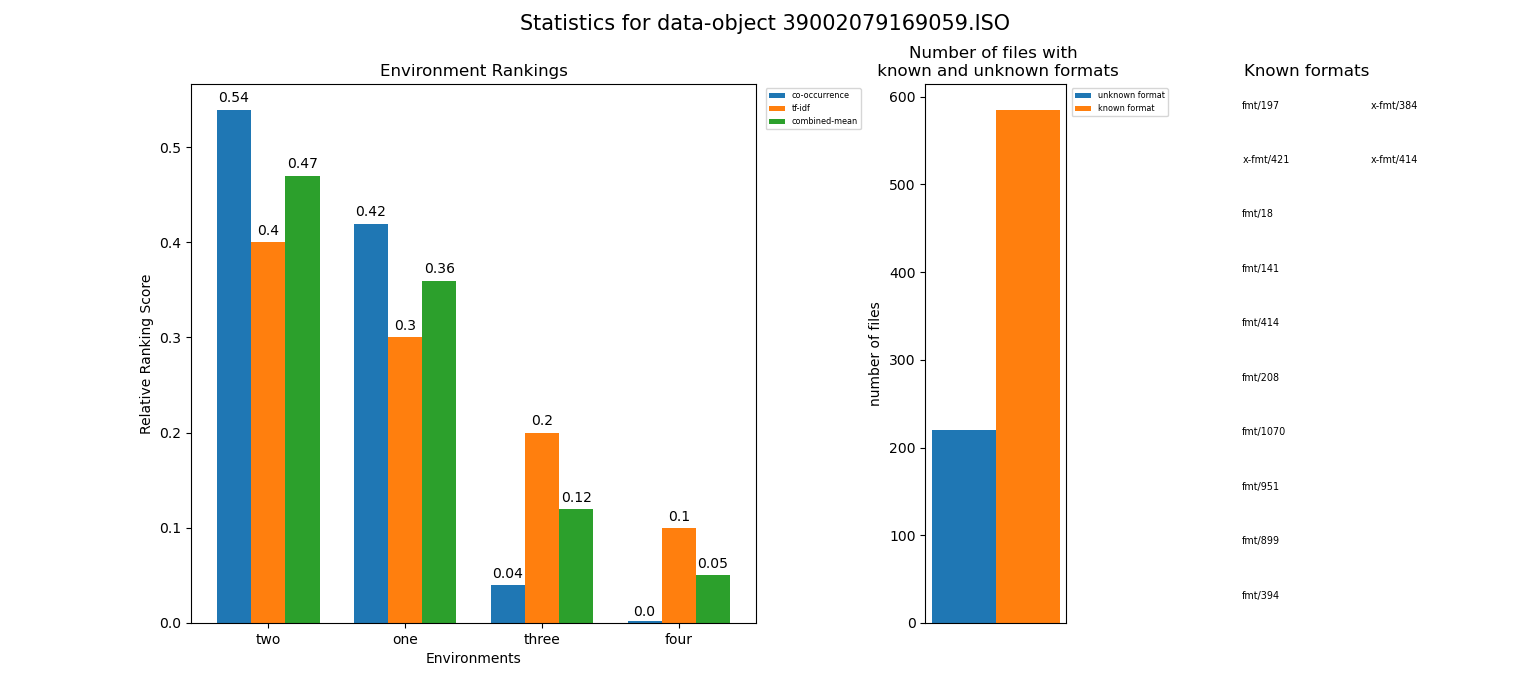 Statistics for data-object 39002079169059.ISO
Environment Rankings
Relative Ranking Score
0.5
0.4
0.3
0.2
0.1
0.0
0.54
0.4
0.47
0.42
0.3
0.36
0.04
0.2
0.12
0.0
0.1
0.05
two
one
three
four
Environments
co-occurrence
tf-idf
combined-mean
Number of files with
known and unknown formats
number of files
600
500
400
300
200
100
0
unknown format
known format
Known formats
fmt/197 x-fmt/384
x-fmt/421 x-fmt/414
fmt/18
fmt/141
fmt/414
fmt/208
fmt/1070
fmt/951
fmt/899
fmt/394